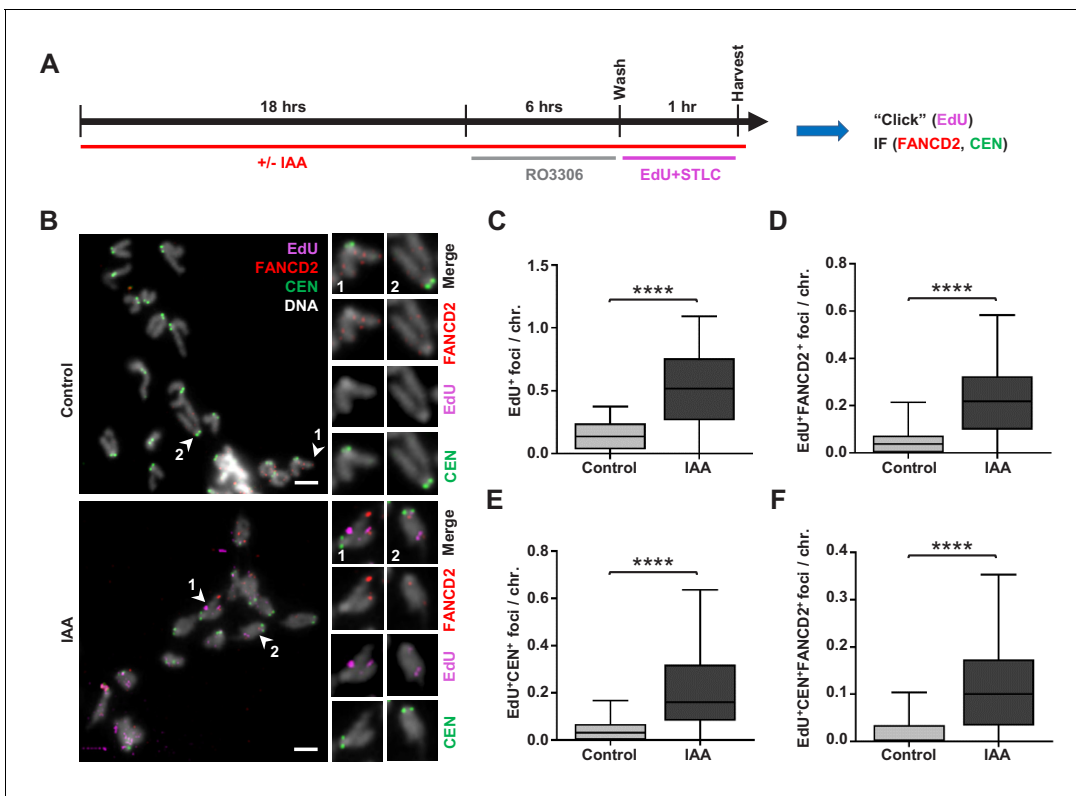 A
18 hrs
6 hrs
Wash
1 hr
Harvest
+/- IAA
RO3306
EdU+STLC
“Click” (EdU)
IF (FANCD2, CEN)
B
Control
EdU
FANCD2
CEN
DNA
1
2
1
2
Merge
FANCD2
EdU
CEN
IAA
1
2
1
2
Merge
FANCD2
EdU
CEN
C
EdU⁺ foci / chr.
1.5
1.0
0.5
0.0
****
Control
IAA
D
EdU⁺FANCD2⁺ foci / chr.
0.8
0.6
0.4
0.2
0.0
****
Control
IAA
E
EdU⁺CEN⁺ foci / chr.
0.8
0.6
0.4
0.2
0.0
****
Control
IAA
F
EdU⁺CEN⁺FANCD2⁺ foci / chr.
0.4
0.3
0.2
0.1
0.0
****
Control
IAA